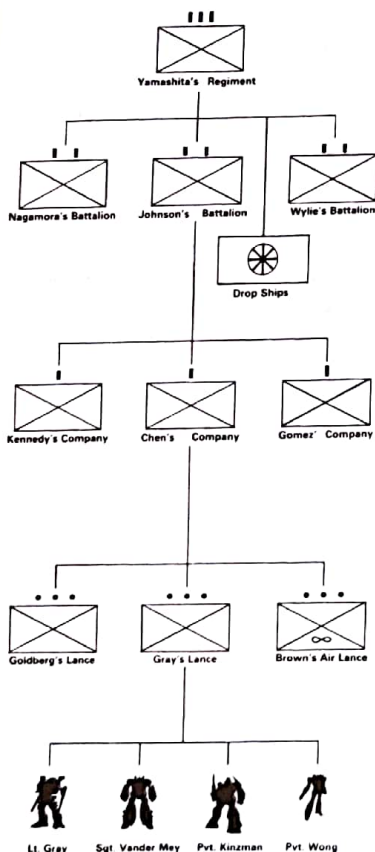 Yamashita's Regiment
Nagamora's Battalion
Johnson's Battalion
Wylie's Battalion
Drop Ships
Kennedy's Company
Chen's Company
Gomez' Company
Goldberg's Lance
Gray's Lance
Brown's Air Lance
Lt. Gray
Sgt. Vander Mey
Pvt. Kinzman
Pvt. Wong